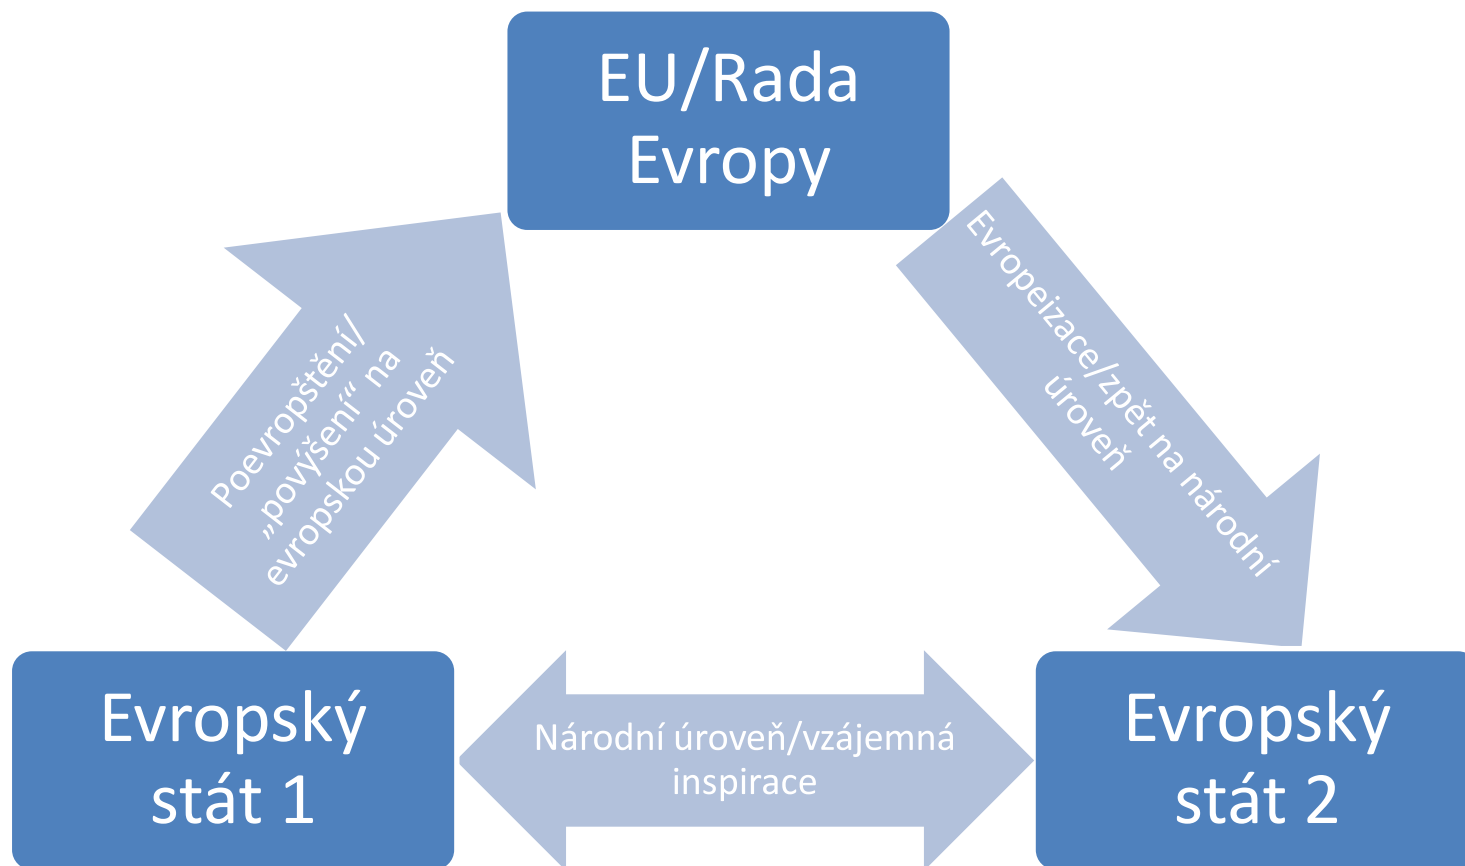 EU/Rada
Evropy
Poevropštění/
„povýšení“ na
evropskou úroveň
Evropeizace/zpět na národní
úroveň
Evropský
stát 1
Národní úroveň/vzájemná
inspirace
Evropský
stát 2